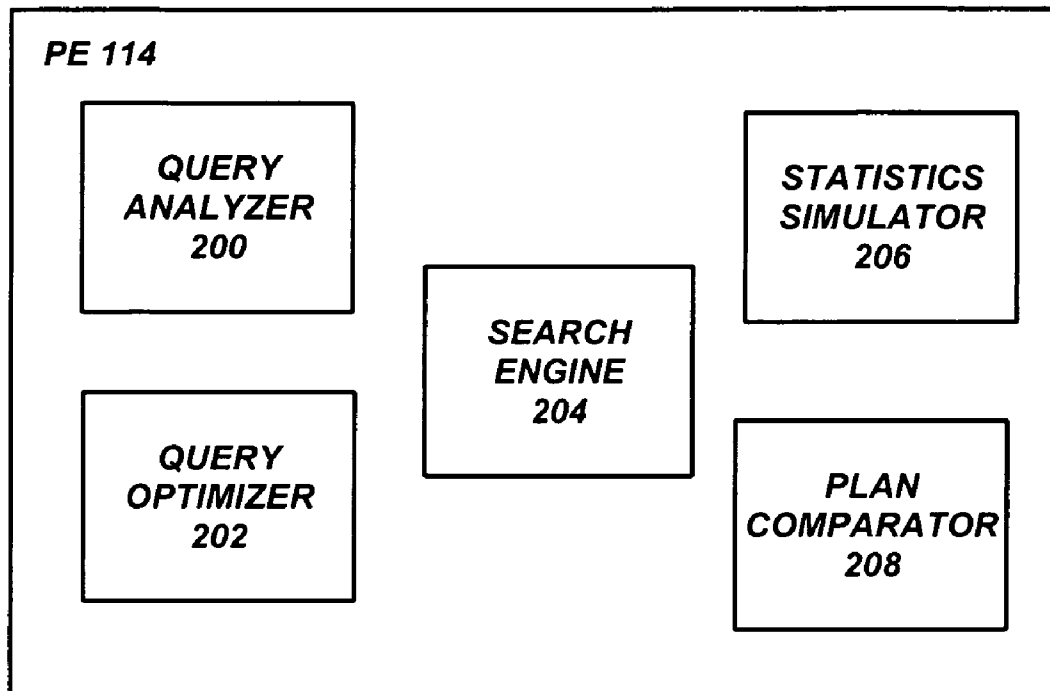 PE 114
QUERY
ANALYZER
200
QUERY
OPTIMIZER
202
SEARCH
ENGINE
204
STATISTICS
SIMULATOR
206
PLAN
COMPARATOR
208